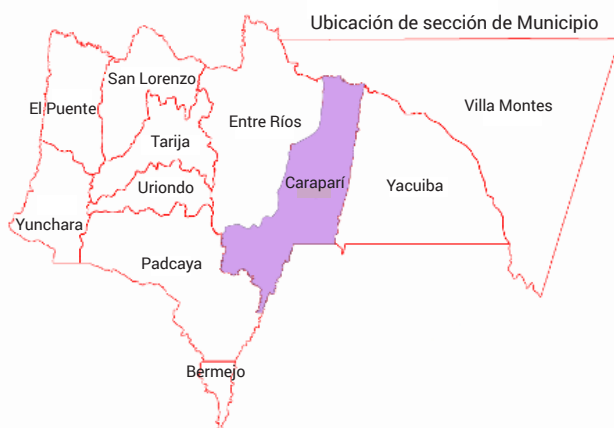 Ubicación de sección de Municipio
San Lorenzo
El Puente
Villa Montes
Entre Ríos
Tarija
Caraparí
Yacuiba
Uriondo
Yunchara
Padcaya
Bermejo